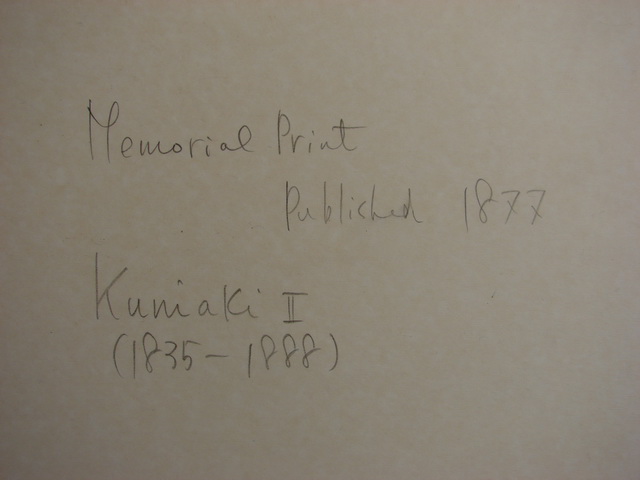 Memorial Print
Published 1877
Kuniaki II
(1835-1888)